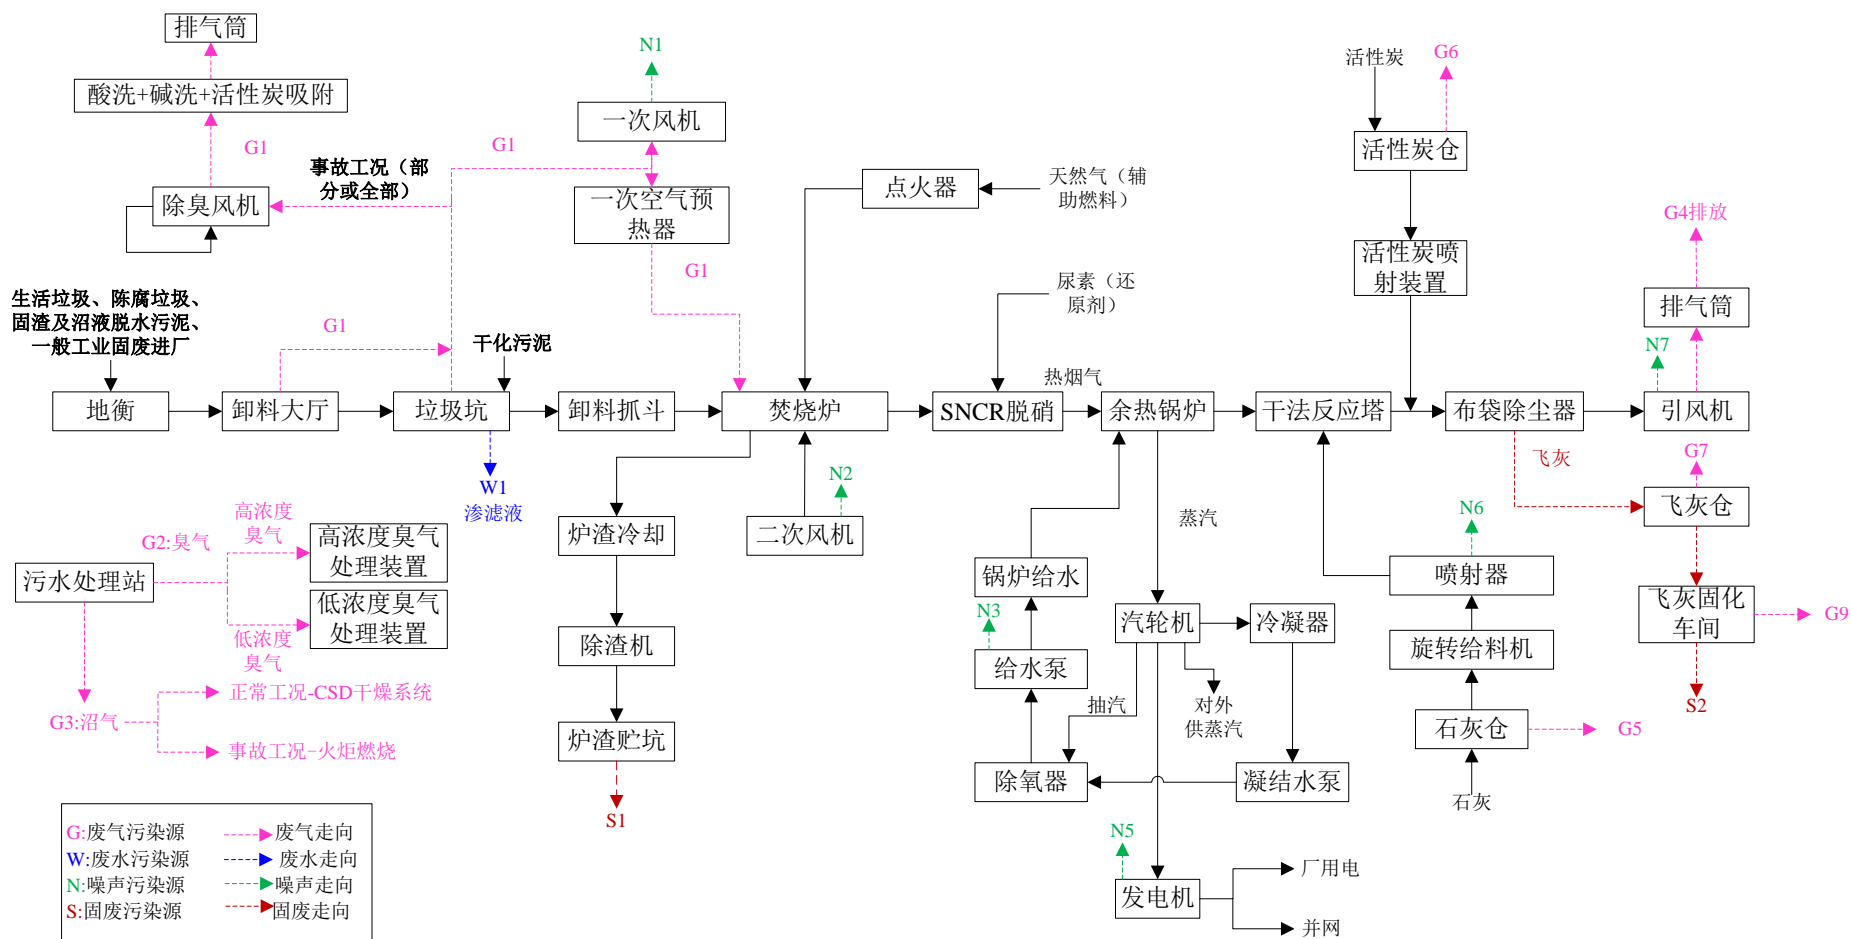 排气筒
酸洗+碱洗+活性炭吸附
G1
除臭风机
事故工况（部
分或全部）
G1
N1
一次风机
一次空气预
热器
G1
点火器
天然气（辅
助燃料）
尿素（还
原剂）
活性炭
G6
活性炭仓
活性炭喷
射装置
G4排放
排气筒
N7
生活垃圾、陈腐垃圾、
固渣及沼液脱水污泥、
一般工业固废进厂
G1
干化污泥
热烟气
地衡
卸料大厅
垃圾坑
卸料抓斗
焚烧炉
SNCR脱硝
余热锅炉
干法反应塔
布袋除尘器
引风机
W1
渗滤液
N2
二次风机
炉渣冷却
除渣机
炉渣贮坑
S1
飞灰
G7
飞灰仓
飞灰固化
车间
G9
S2
N6
喷射器
旋转给料机
石灰仓
G5
石灰
蒸汽
锅炉给水
N3
给水泵
除氧器
汽轮机
冷凝器
抽汽
对外
供蒸汽
凝结水泵
N5
发电机
厂用电
并网
污水处理站
G2:臭气
高浓度
臭气
高浓度臭气
处理装置
低浓度
臭气
低浓度臭气
处理装置
G3:沼气
正常工况-CSD干燥系统
事故工况-火炬燃烧
G:废气污染源
废气走向
W:废水污染源
废水走向
N:噪声污染源
噪声走向
S:固废污染源
固废走向